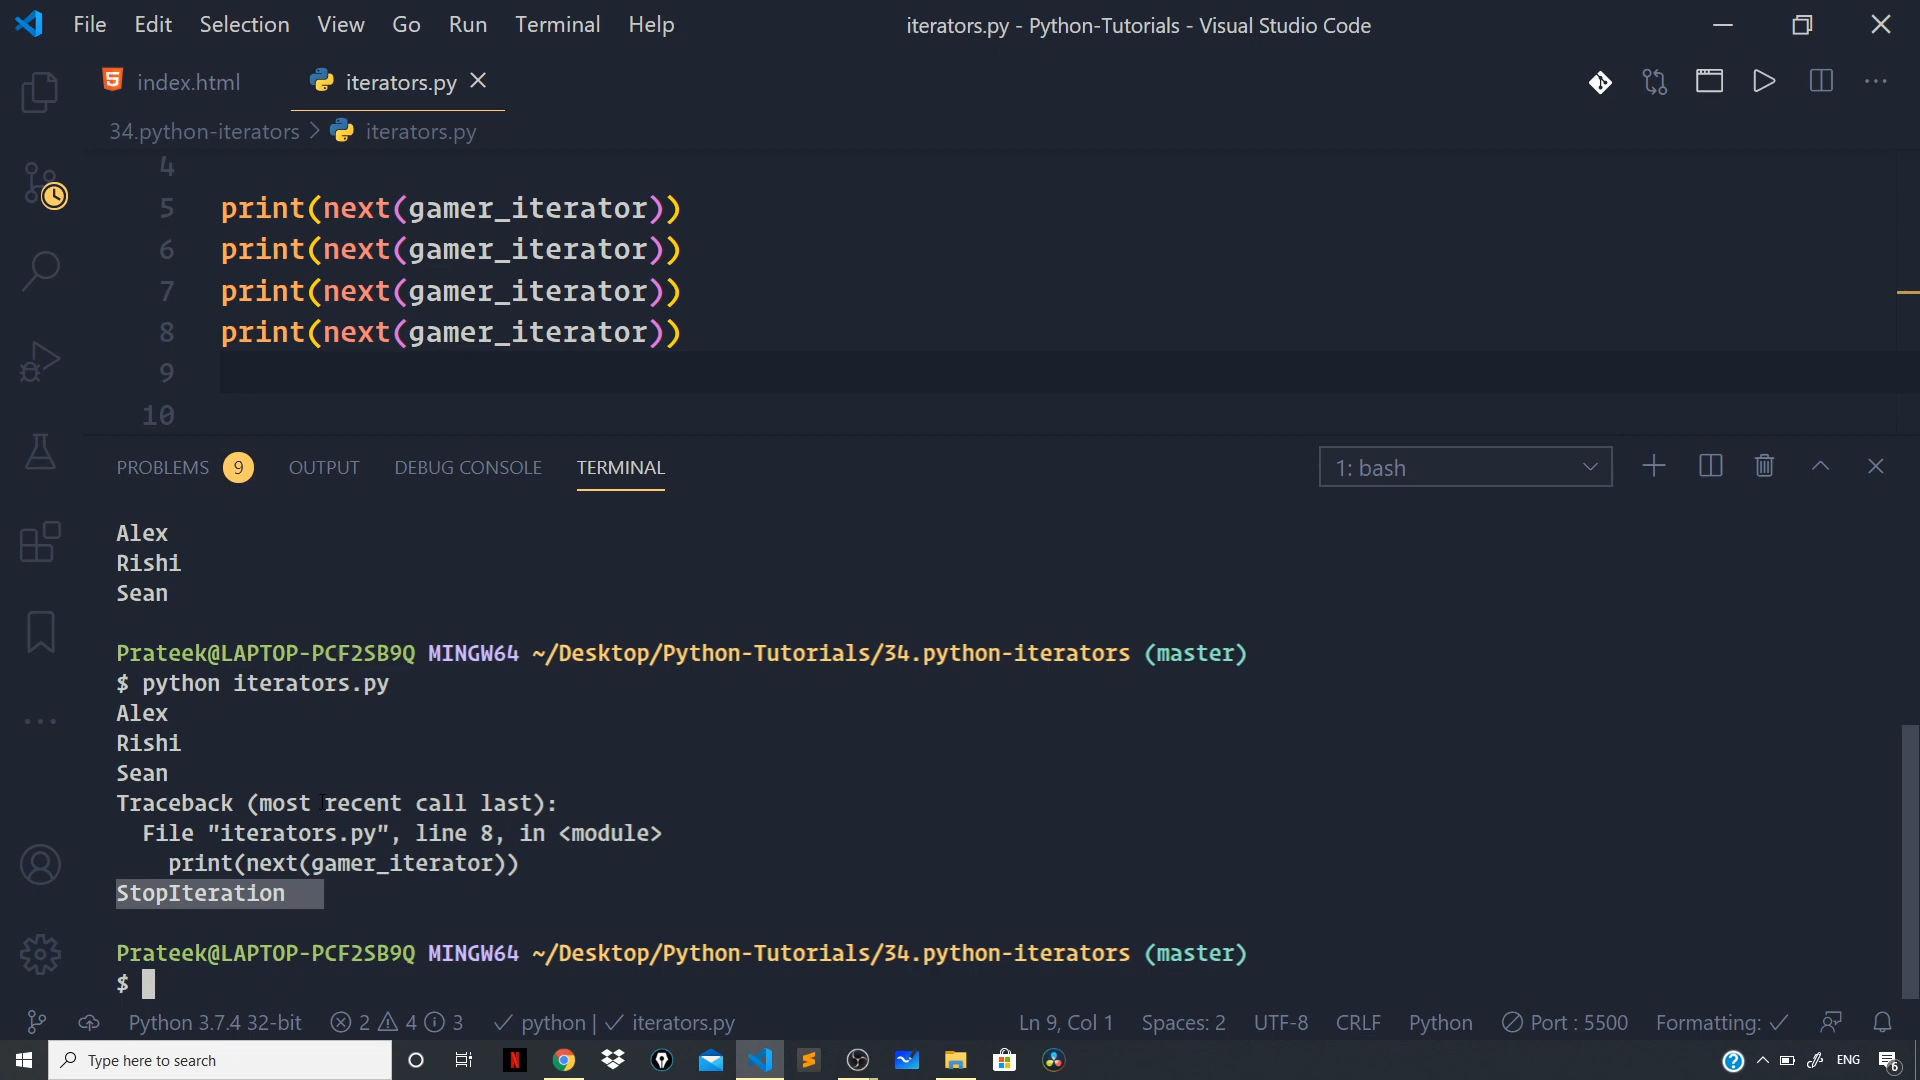 File Edit Selection View Go Run Terminal Help
iterators.py - Python-Tutorials - Visual Studio Code
index.html iterators.py
34.python-iterators > iterators.py
4
5 print(next(gamer_iterator))
6 print(next(gamer_iterator))
7 print(next(gamer_iterator))
8 print(next(gamer_iterator))
9
10
PROBLEMS 9 OUTPUT DEBUG CONSOLE TERMINAL 1: bash
Alex
Rishi
Sean
Prateek@LAPTOP-PCF2SB9Q MINGW64 ~/Desktop/Python-Tutorials/34.python-iterators (master)
$ python iterators.py
Alex
Rishi
Sean
Traceback (most recent call last):
File "iterators.py", line 8, in <module>
print(next(gamer_iterator))
StopIteration
Prateek@LAPTOP-PCF2SB9Q MINGW64 ~/Desktop/Python-Tutorials/34.python-iterators (master)
$
Python 3.7.4 32-bit 2 4 3 python | iterators.py Ln 9, Col 1 Spaces: 2 UTF-8 CRLF Python Port : 5500 Formatting:
Type here to search ENG 6